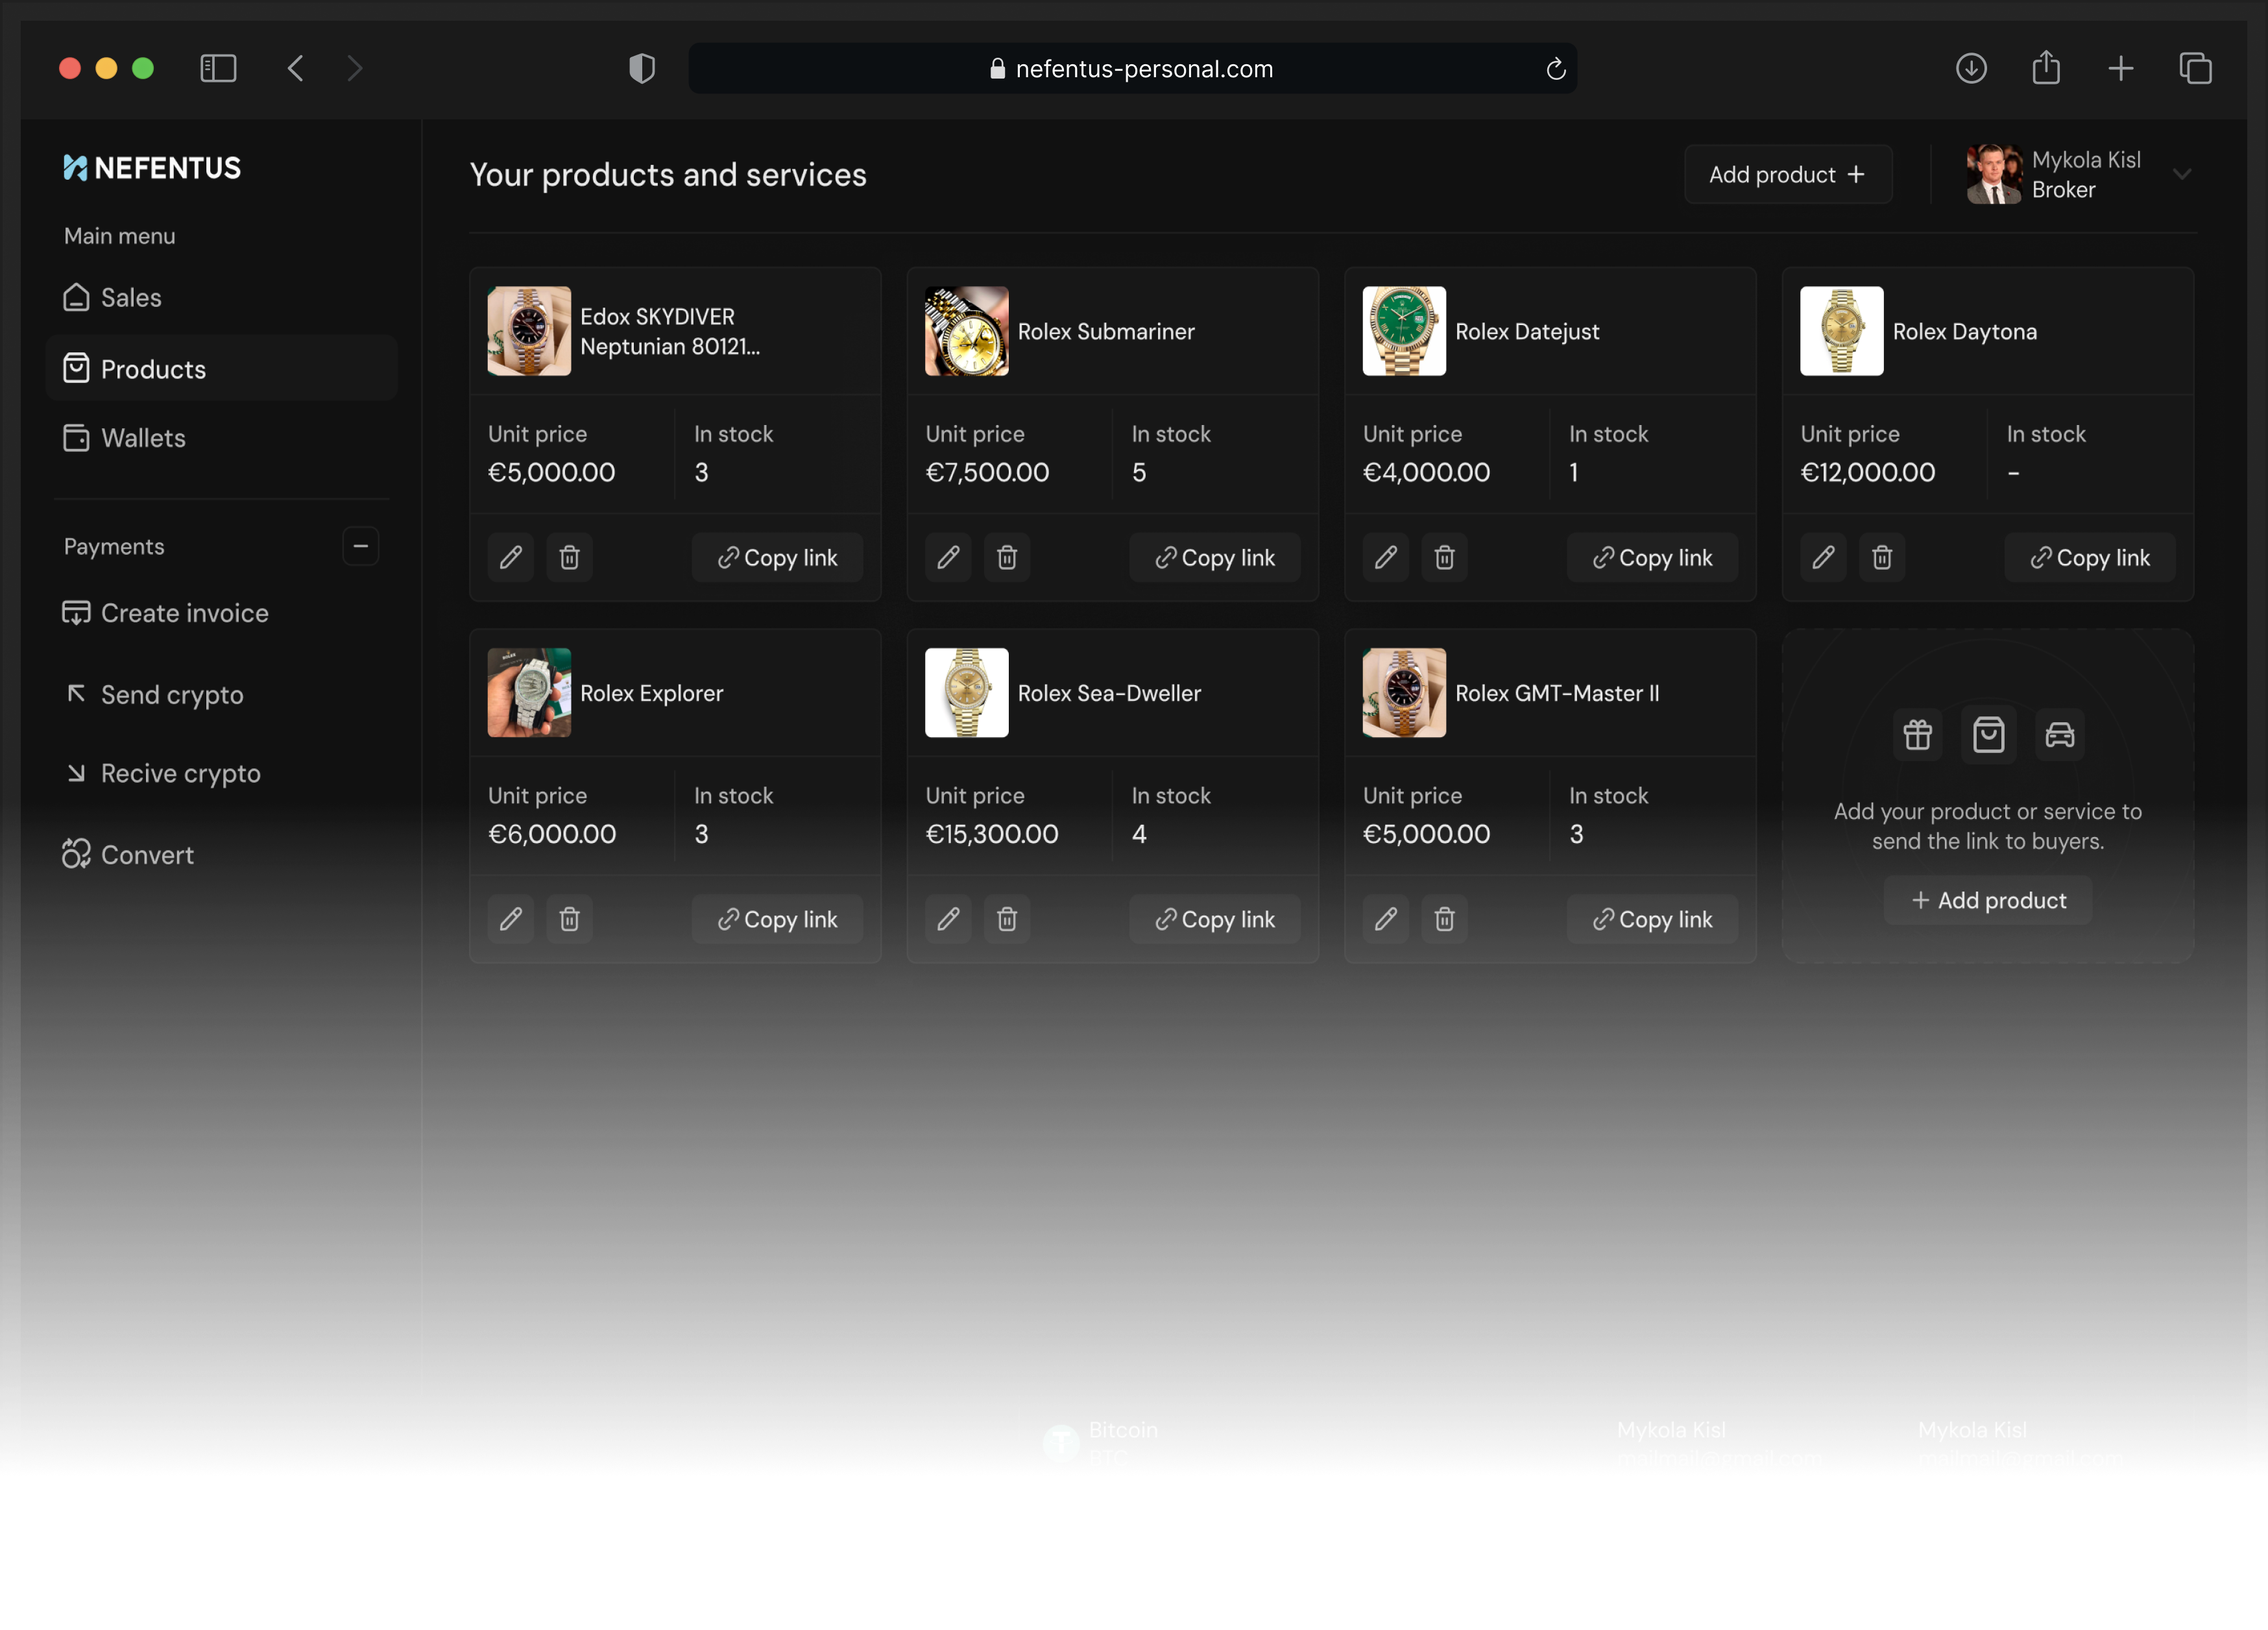 nefentus-personal.com
NEFENTUS
Main menu
Sales
Products
Wallets
Payments
Create invoice
Send crypto
Recive crypto
Convert
Your products and services
Add product +
Mykola Kisl
Broker
Edox SKYDIVER
Neptunian 80121...
Unit price
In stock
€5,000.00
3
Copy link
Rolex Submariner
Unit price
In stock
€7,500.00
5
Copy link
Rolex Datejust
Unit price
In stock
€4,000.00
1
Copy link
Rolex Daytona
Unit price
In stock
€12,000.00
-
Copy link
Rolex Explorer
Unit price
In stock
€6,000.00
3
Copy link
Rolex Sea-Dweller
Unit price
In stock
€15,300.00
4
Copy link
Rolex GMT-Master II
Unit price
In stock
€5,000.00
3
Copy link
Add your product or service to
send the link to buyers.
+ Add product
Bitcoin
BTC
Mykola Kisl
Mykola Kisl